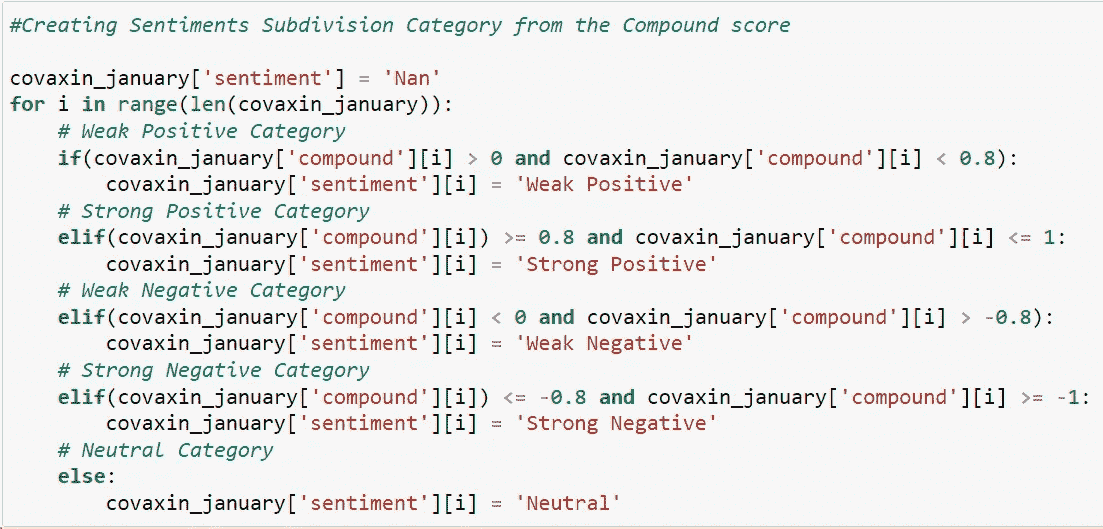 #Creating Sentiments Subdivision Category from the Compound score
covaxin_january['sentiment'] = 'Nan'
for i in range(len(covaxin_january)):
    # Weak Positive Category
    if(covaxin_january['compound'][i] > 0 and covaxin_january['compound'][i] < 0.8):
        covaxin_january['sentiment'][i] = 'Weak Positive'
    # Strong Positive Category
    elif(covaxin_january['compound'][i]) >= 0.8 and covaxin_january['compound'][i] <= 1:
        covaxin_january['sentiment'][i] = 'Strong Positive'
    # Weak Negative Category
    elif(covaxin_january['compound'][i] < 0 and covaxin_january['compound'][i] > -0.8):
        covaxin_january['sentiment'][i] = 'Weak Negative'
    # Strong Negative Category
    elif(covaxin_january['compound'][i]) <= -0.8 and covaxin_january['compound'][i] >= -1:
        covaxin_january['sentiment'][i] = 'Strong Negative'
    # Neutral Category
    else:
        covaxin_january['sentiment'][i] = 'Neutral'